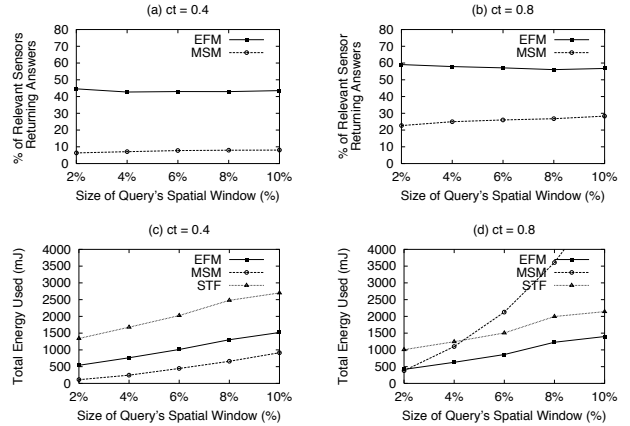 (a) ct = 0.4
% of Relevant Sensors
Returning Answers
80
70
60
50
40
30
20
10
0
EFM
MSM
2% 4% 6% 8% 10%
Size of Query's Spatial Window (%)
(b) ct = 0.8
% of Relevant Sensor
Returning Answers
80
70
60
50
40
30
20
10
0
EFM
MSM
2% 4% 6% 8% 10%
Size of Query's Spatial Window (%)
(c) ct = 0.4
Total Energy Used (mJ)
4000
3500
3000
2500
2000
1500
1000
500
0
EFM
MSM
STF
2% 4% 6% 8% 10%
Size of Query's Spatial Window (%)
(d) ct = 0.8
Total Energy Used (mJ)
4000
3500
3000
2500
2000
1500
1000
500
0
EFM
MSM
STF
2% 4% 6% 8% 10%
Size of Query's Spatial Window (%)